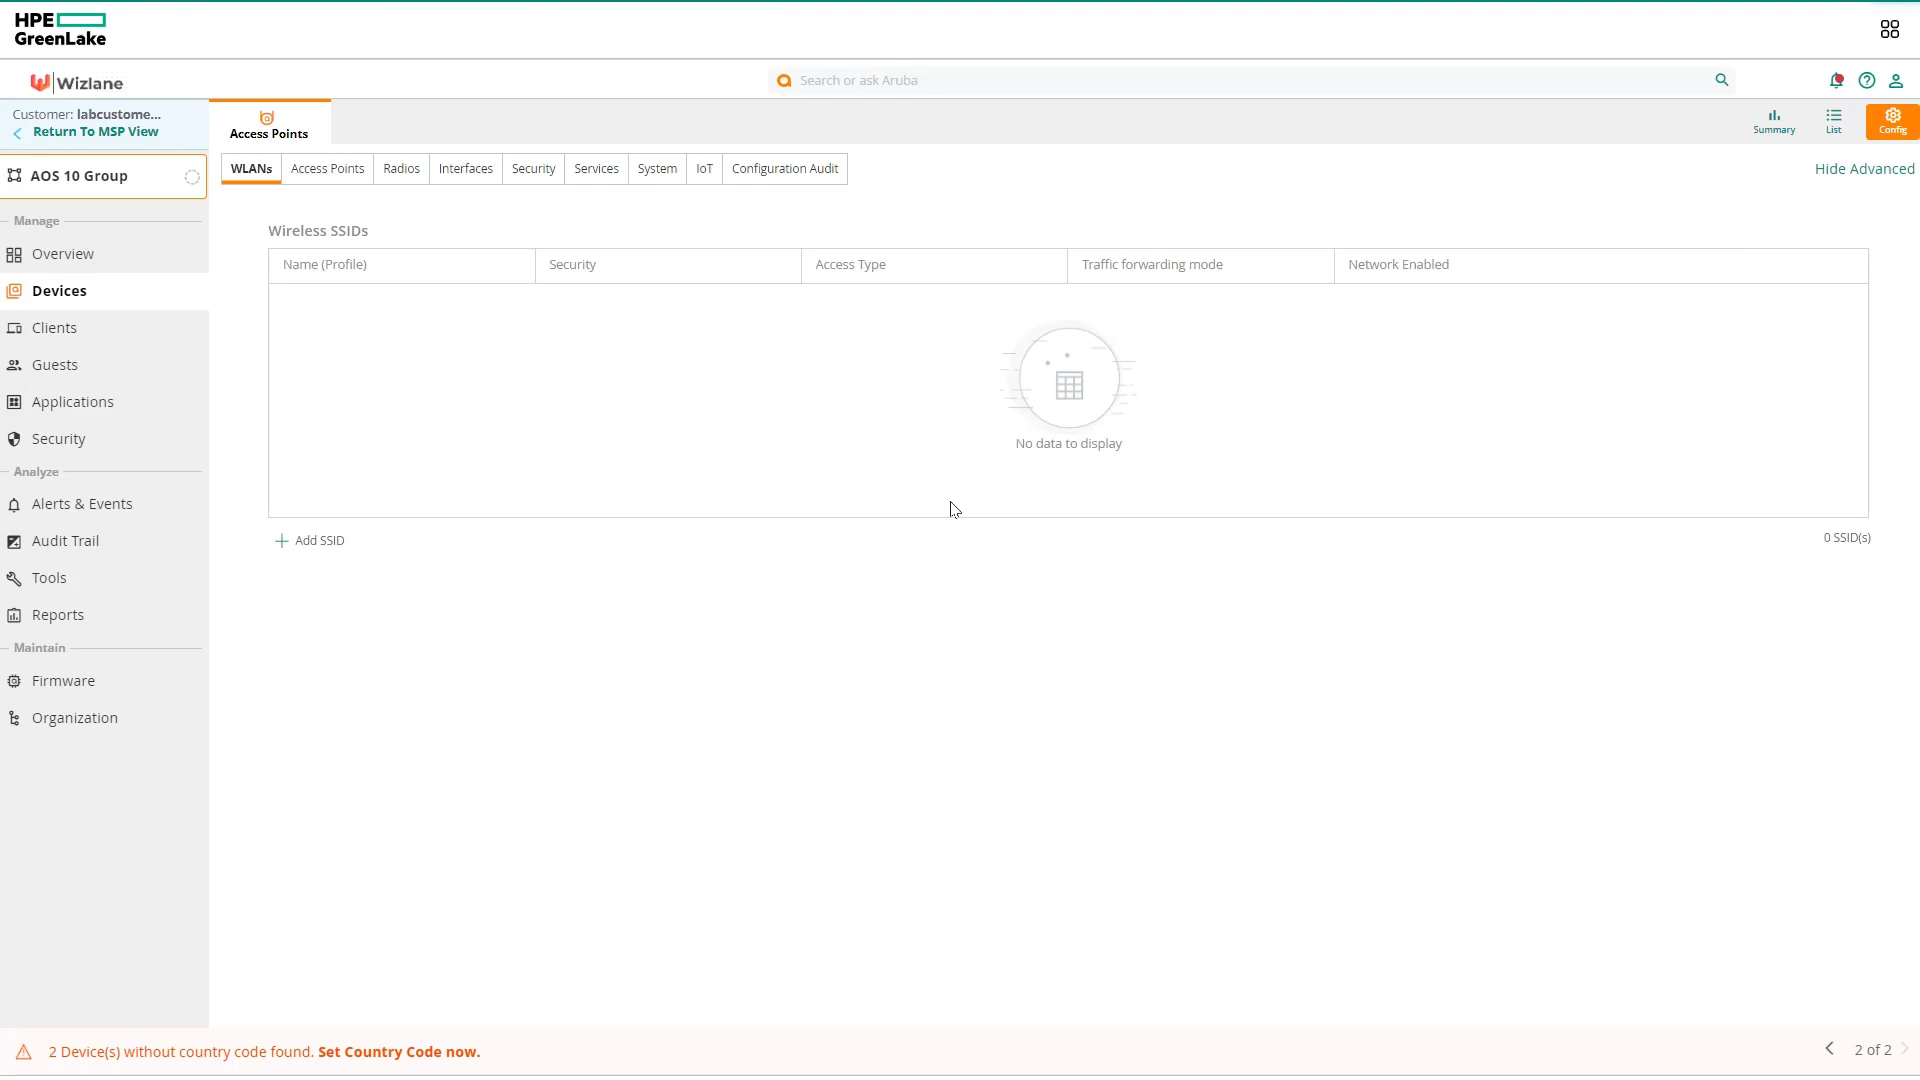 HPE
GreenLake
Wizlane
Search or ask Aruba
Customer: labcustome...
Return To MSP View
Access Points
Summary
List
Config
AOS 10 Group
WLANs
Access Points
Radios
Interfaces
Security
Services
System
IoT
Configuration Audit
Hide Advanced
Manage
Overview
Devices
Clients
Guests
Applications
Security
Analyze
Alerts & Events
Audit Trail
Tools
Reports
Maintain
Firmware
Organization
Wireless SSIDs
Name (Profile)
Security
Access Type
Traffic forwarding mode
Network Enabled
No data to display
Add SSID
0 SSID(s)
2 Device(s) without country code found. Set Country Code now.
2 of 2